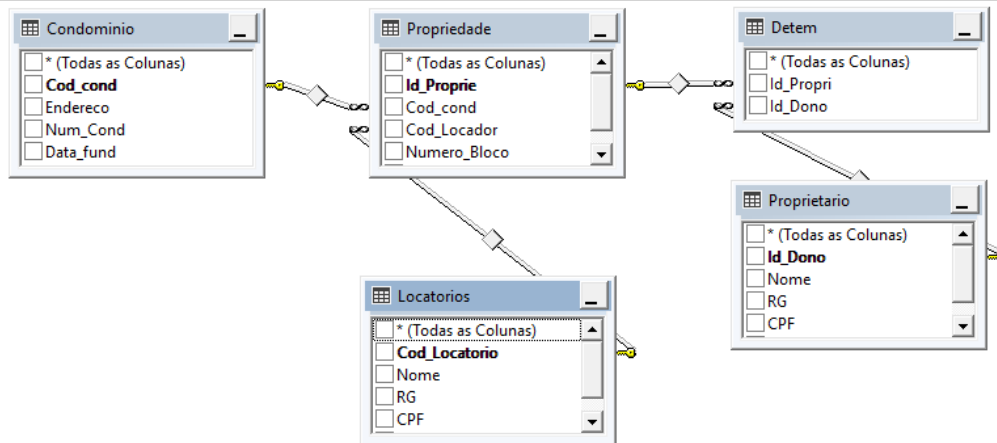 Condominio
* (Todas as Colunas)
Cod_cond
Endereco
Num_Cond
Data_fund
Propriedade
* (Todas as Colunas)
Id_Proprie
Cod_cond
Cod_Locador
Numero_Bloco
Detem
* (Todas as Colunas)
Id_Propri
Id_Dono
Proprietario
* (Todas as Colunas)
Id_Dono
Nome
RG
CPF
Locatorios
* (Todas as Colunas)
Cod_Locatorio
Nome
RG
CPF